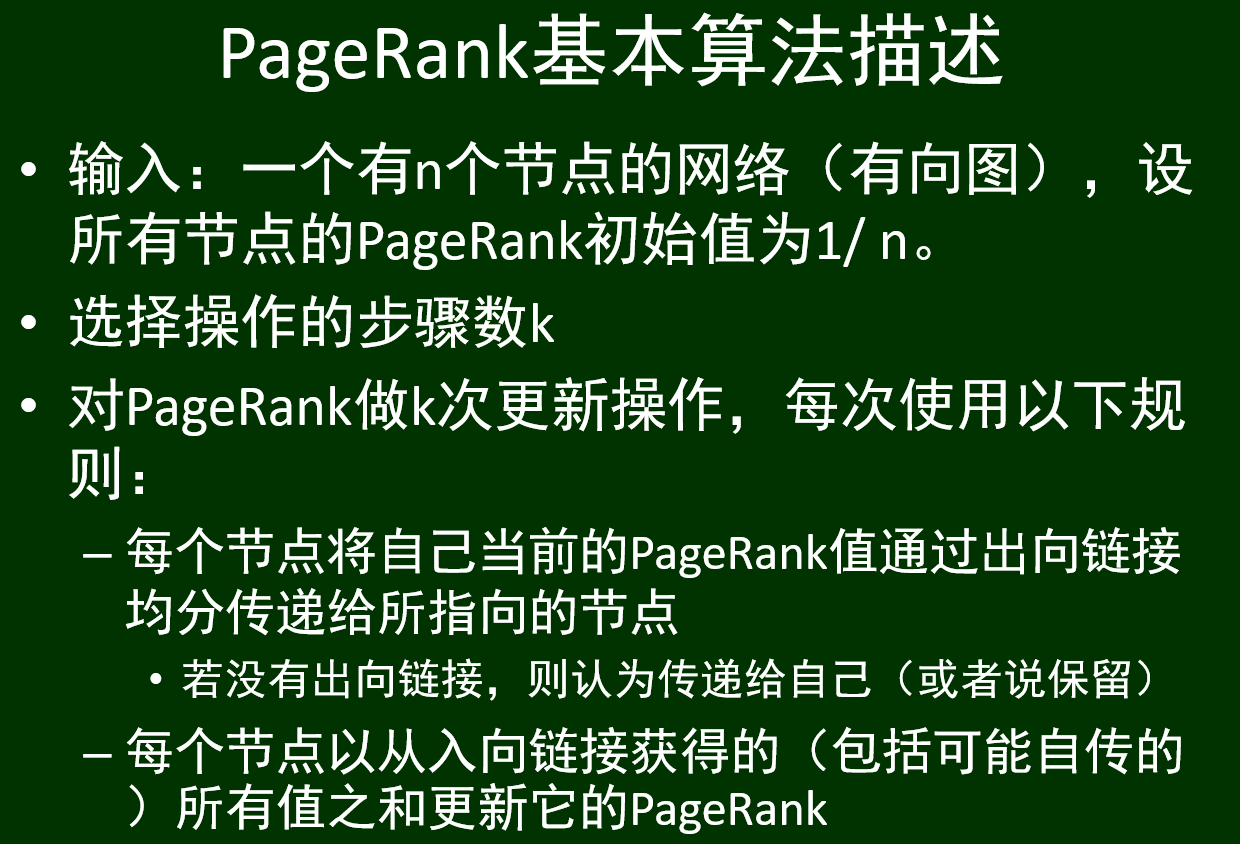 PageRank基本算法描述
• 输入：一个有n个节点的网络（有向图），设
所有节点的PageRank初始值为1/ n。
• 选择操作的步骤数k
• 对PageRank做k次更新操作，每次使用以下规
则：
– 每个节点将自己当前的PageRank值通过出向链接
均分传递给所指向的节点
• 若没有出向链接，则认为传递给自己（或者说保留）
– 每个节点以从入向链接获得的（包括可能自传的
）所有值之和更新它的PageRank